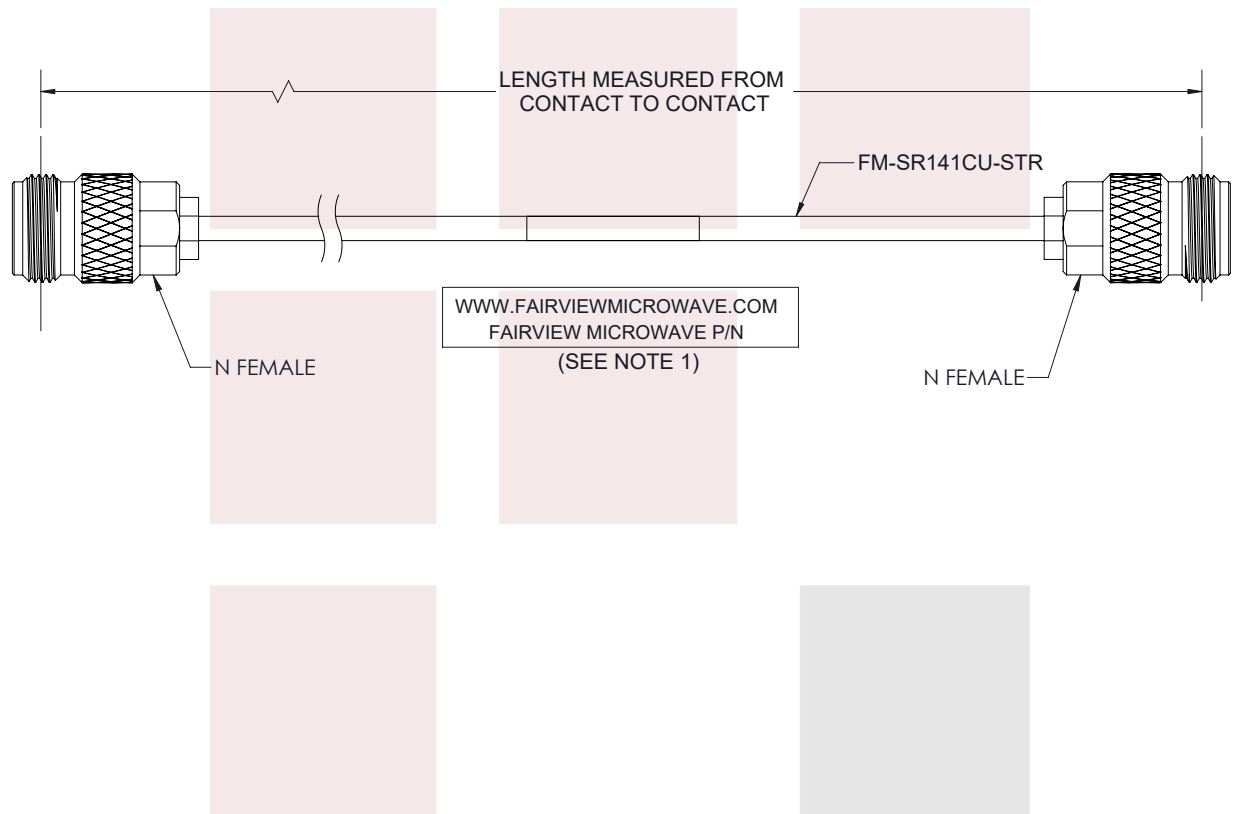 LENGTH MEASURED FROM
CONTACT TO CONTACT
FM-SR141CU-STR
WWW.FAIRVIEWMICROWAVE.COM
FAIRVIEW MICROWAVE P/N
(SEE NOTE 1)
N FEMALE
N FEMALE